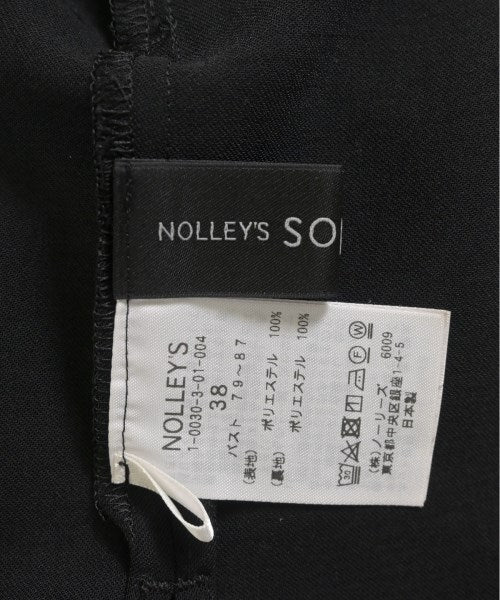 NOLLEY'S SO
NOLLEY'S
1-0030-3-01-004
38
バスト 79~87
(表地) ポリエステル 100%
(裏地) ポリエステル 100%
30 P W
(株)ノーリーズ 6009
東京都中央区銀座1-4-5
日本製